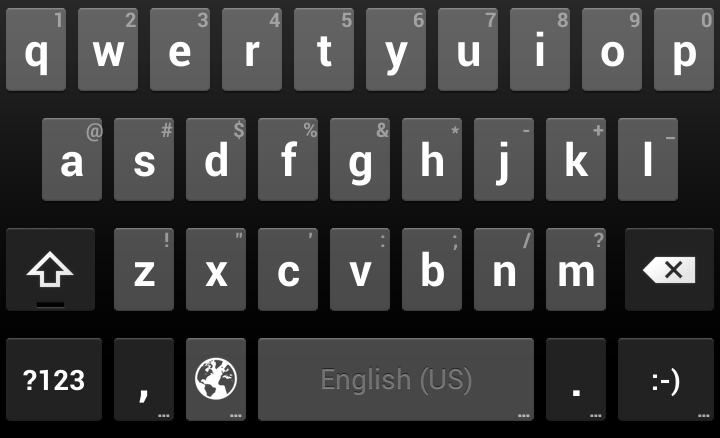 1 2 3 4 5 6 7 8 9 0
q w e r t y u i o p
@ # $ % & * - + _
a s d f g h j k l
! " ' : ; / ?
z x c v b n m
?123 , ... ... English (US) ... . ... :-) ...